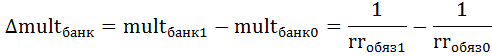 Δmult_банк = mult_банк1 − mult_банк0 = 1/rr_обяз1 − 1/rr_обяз0